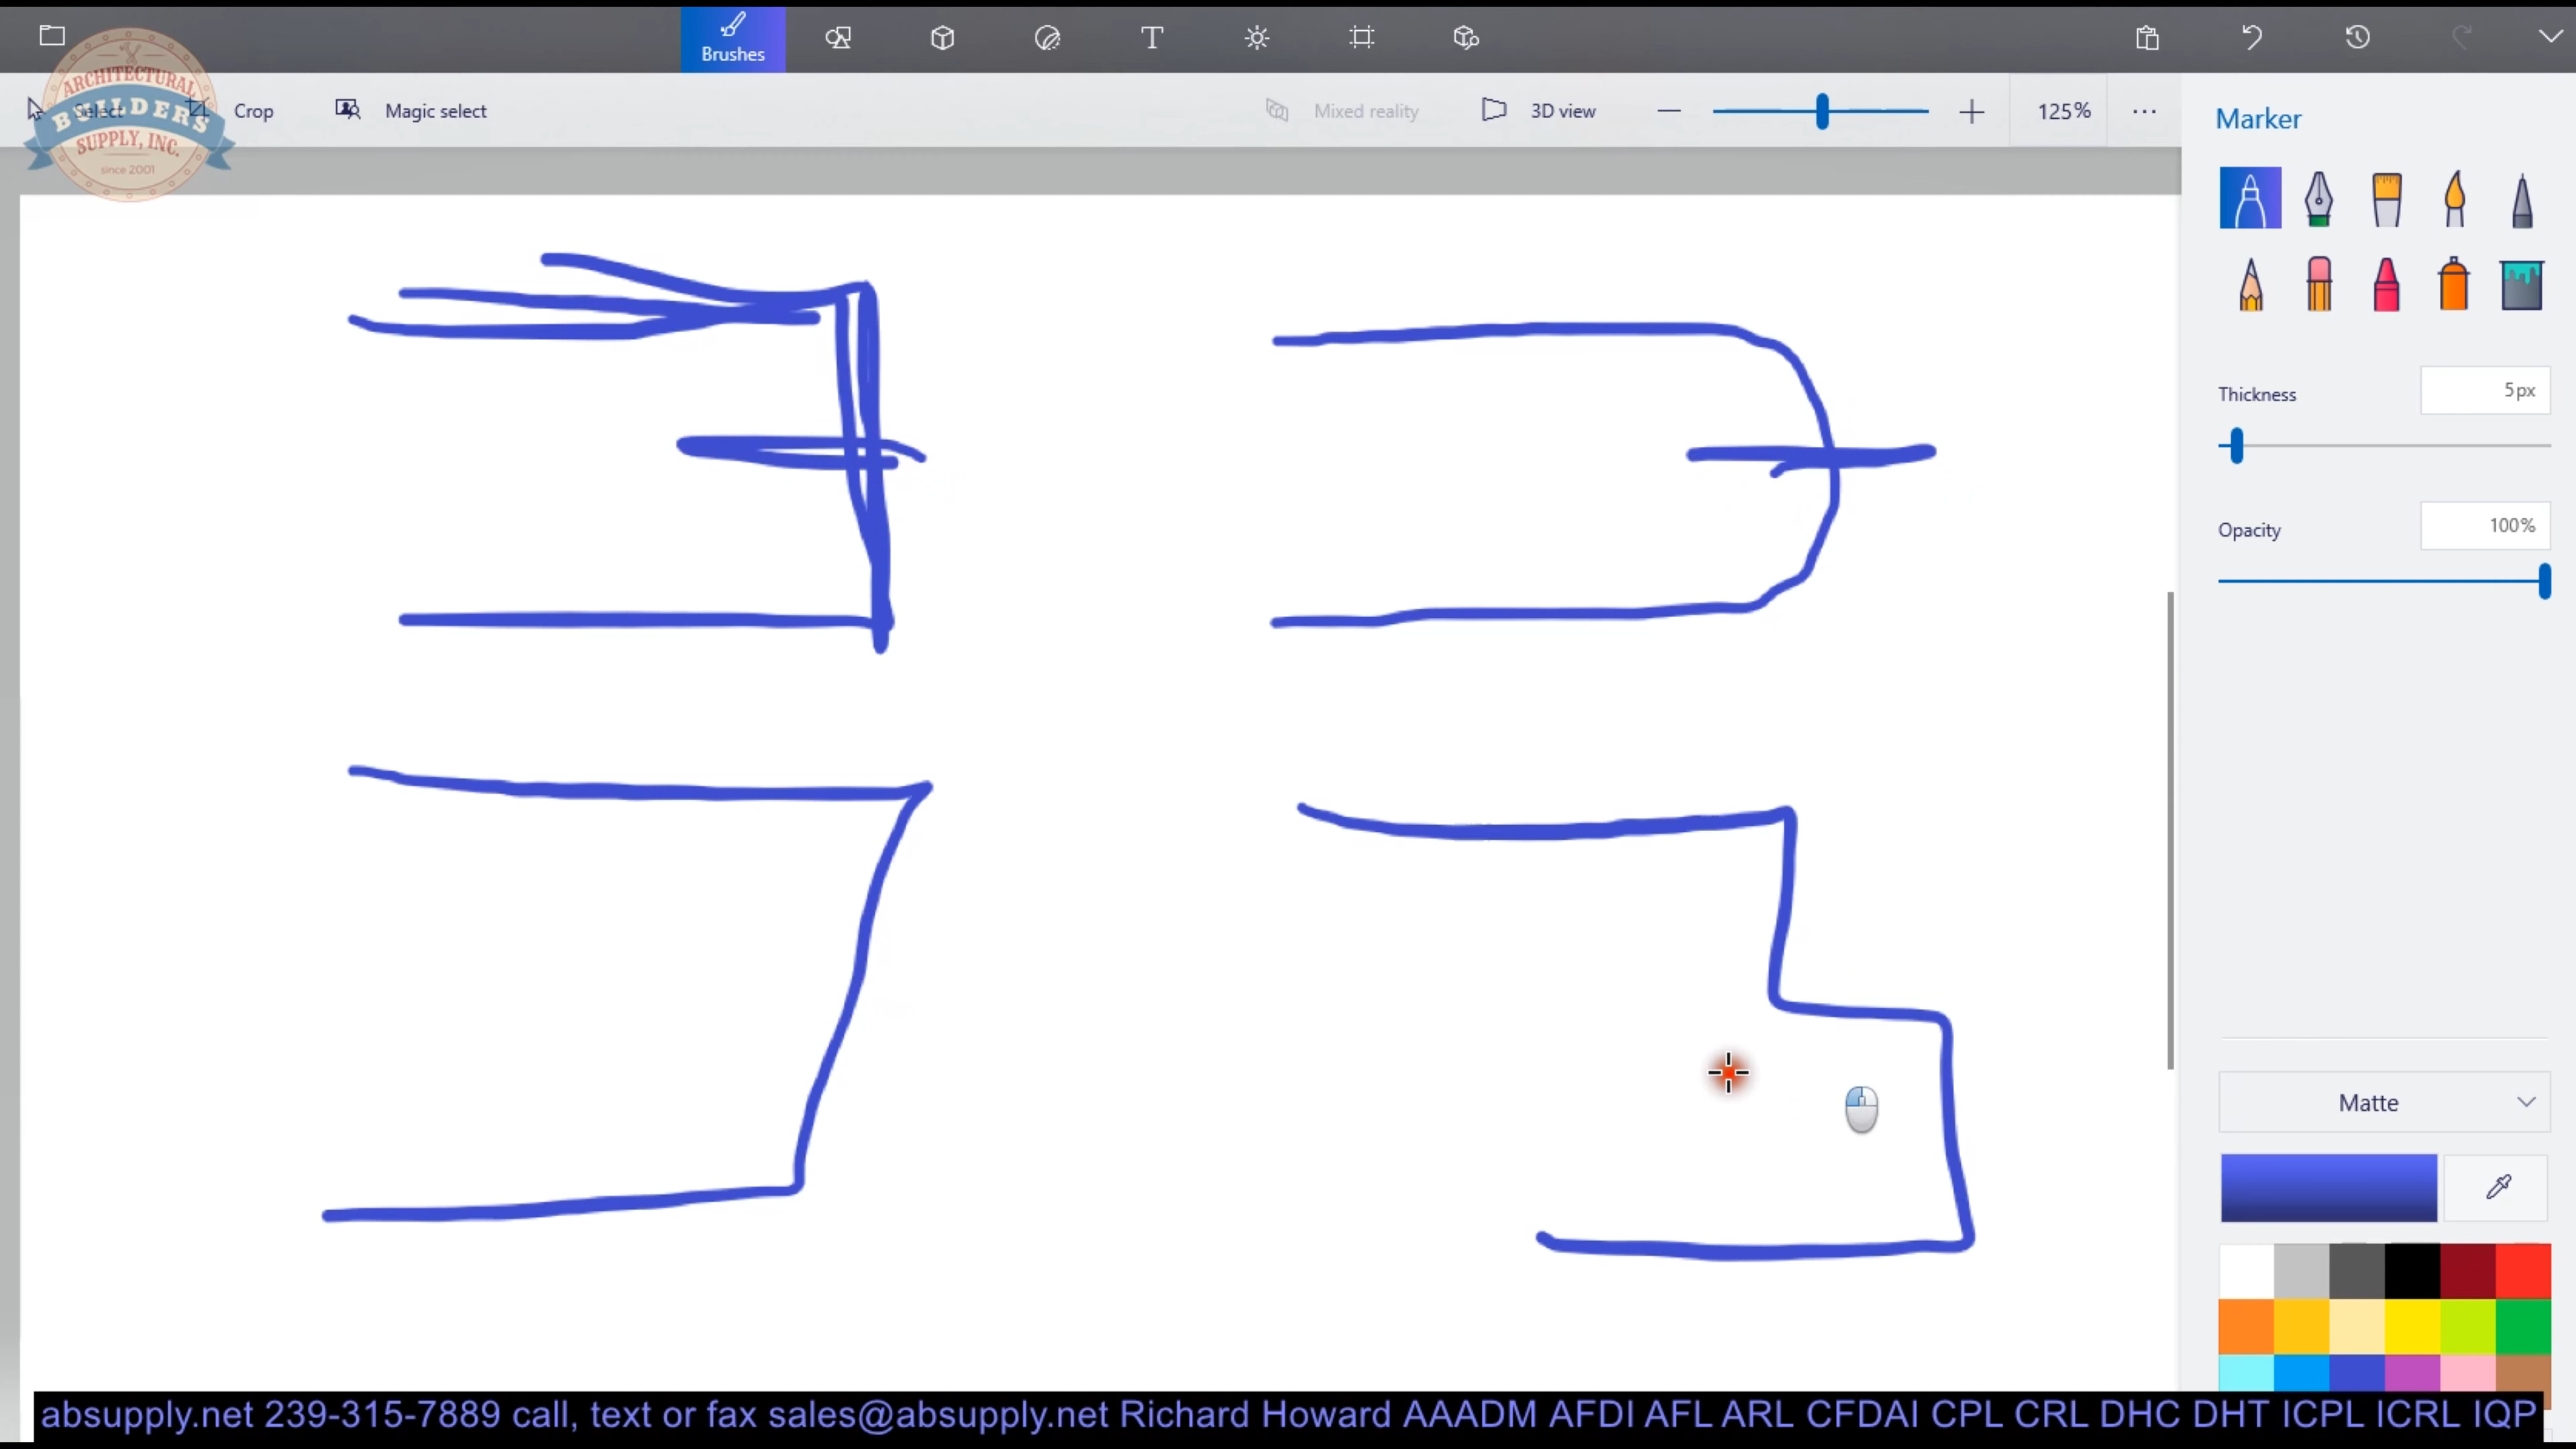 Brushes
ARCHITECTURAL
BUILDERS
SUPPLY, INC.
since 2001
Select
Crop
Magic select
Mixed reality
3D view
125%
Marker
Thickness
5px
Opacity
100%
Matte
absupply.net 239-315-7889 call, text or fax sales@absupply.net Richard Howard AAADM AFDI AFL ARL CFDAI CPL CRL DHC DHT ICPL ICRL IQP